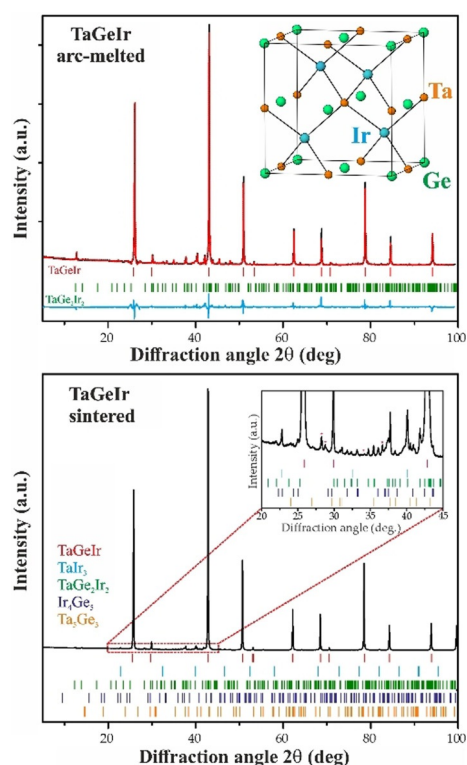 TaGeIr
arc-melted
Ta
Ir
Ge
Intensity (a.u.)
TaGeIr
TaGe₂Ir₂
0 20 40 60 80 100
Diffraction angle 2θ (deg)
TaGeIr
sintered
Intensity (a.u.)
20 25 30 35 40 45
Diffraction angle (deg.)
Intensity (a.u.)
TaGeIr
TaIr₃
TaGe₂Ir₂
Ir₄Ge₅
Ta₅Ge₃
0 20 40 60 80 100
Diffraction angle 2θ (deg)